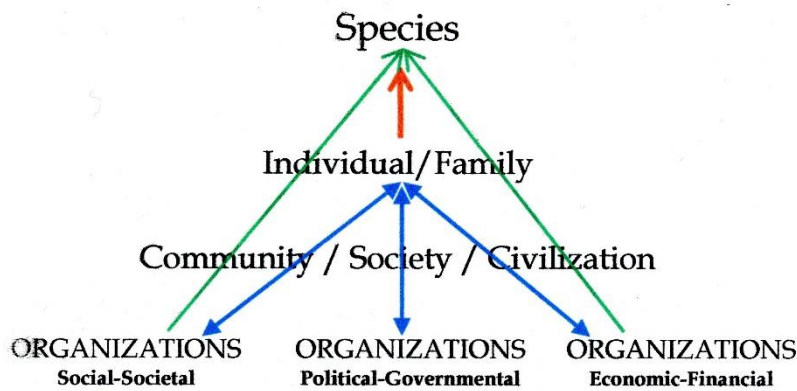 Species
Individual/Family
Community / Society / Civilization
ORGANIZATIONS ORGANIZATIONS ORGANIZATIONS
Social-Societal Political-Governmental Economic-Financial